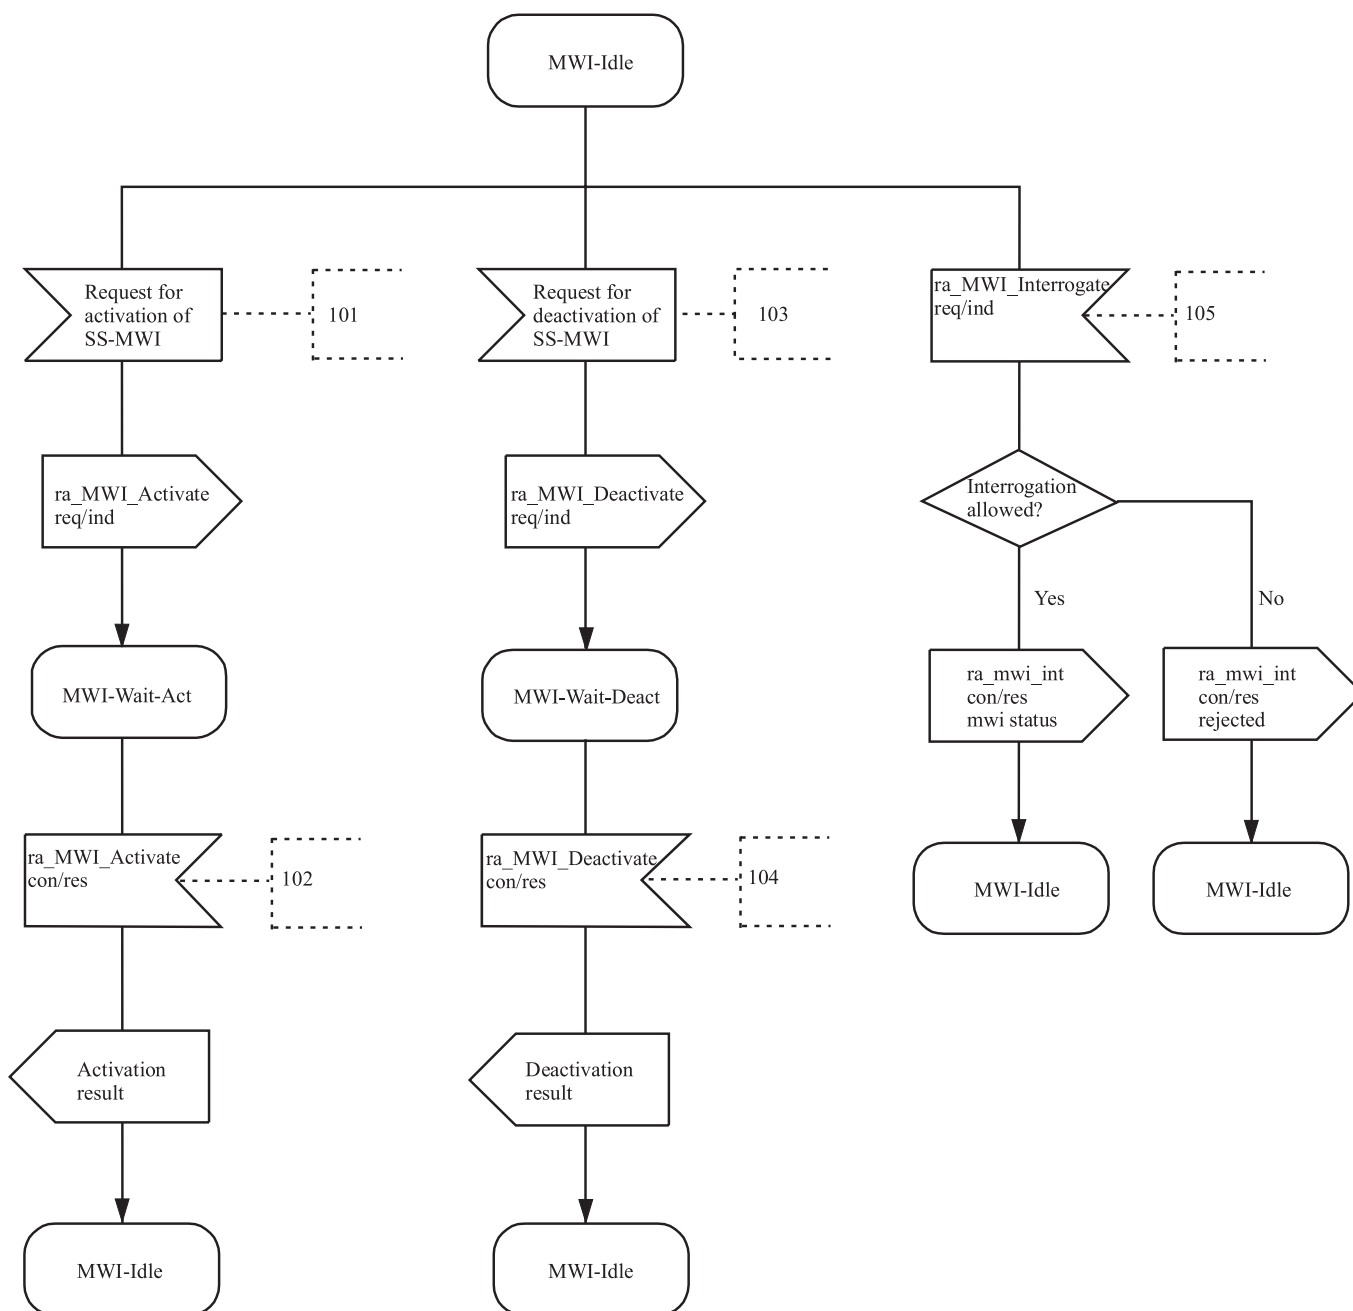 MWI-Idle
Request for
activation of
SS-MWI
101
Request for
deactivation of
SS-MWI
103
ra_MWI_Interrogate
req/ind
105
ra_MWI_Activate
req/ind
ra_MWI_Deactivate
req/ind
Interrogation
allowed?
Yes
No
MWI-Wait-Act
MWI-Wait-Deact
ra_mwi_int
con/res
mwi status
ra_mwi_int
con/res
rejected
ra_MWI_Activate
con/res
102
ra_MWI_Deactivate
con/res
104
MWI-Idle
MWI-Idle
Activation
result
Deactivation
result
MWI-Idle
MWI-Idle